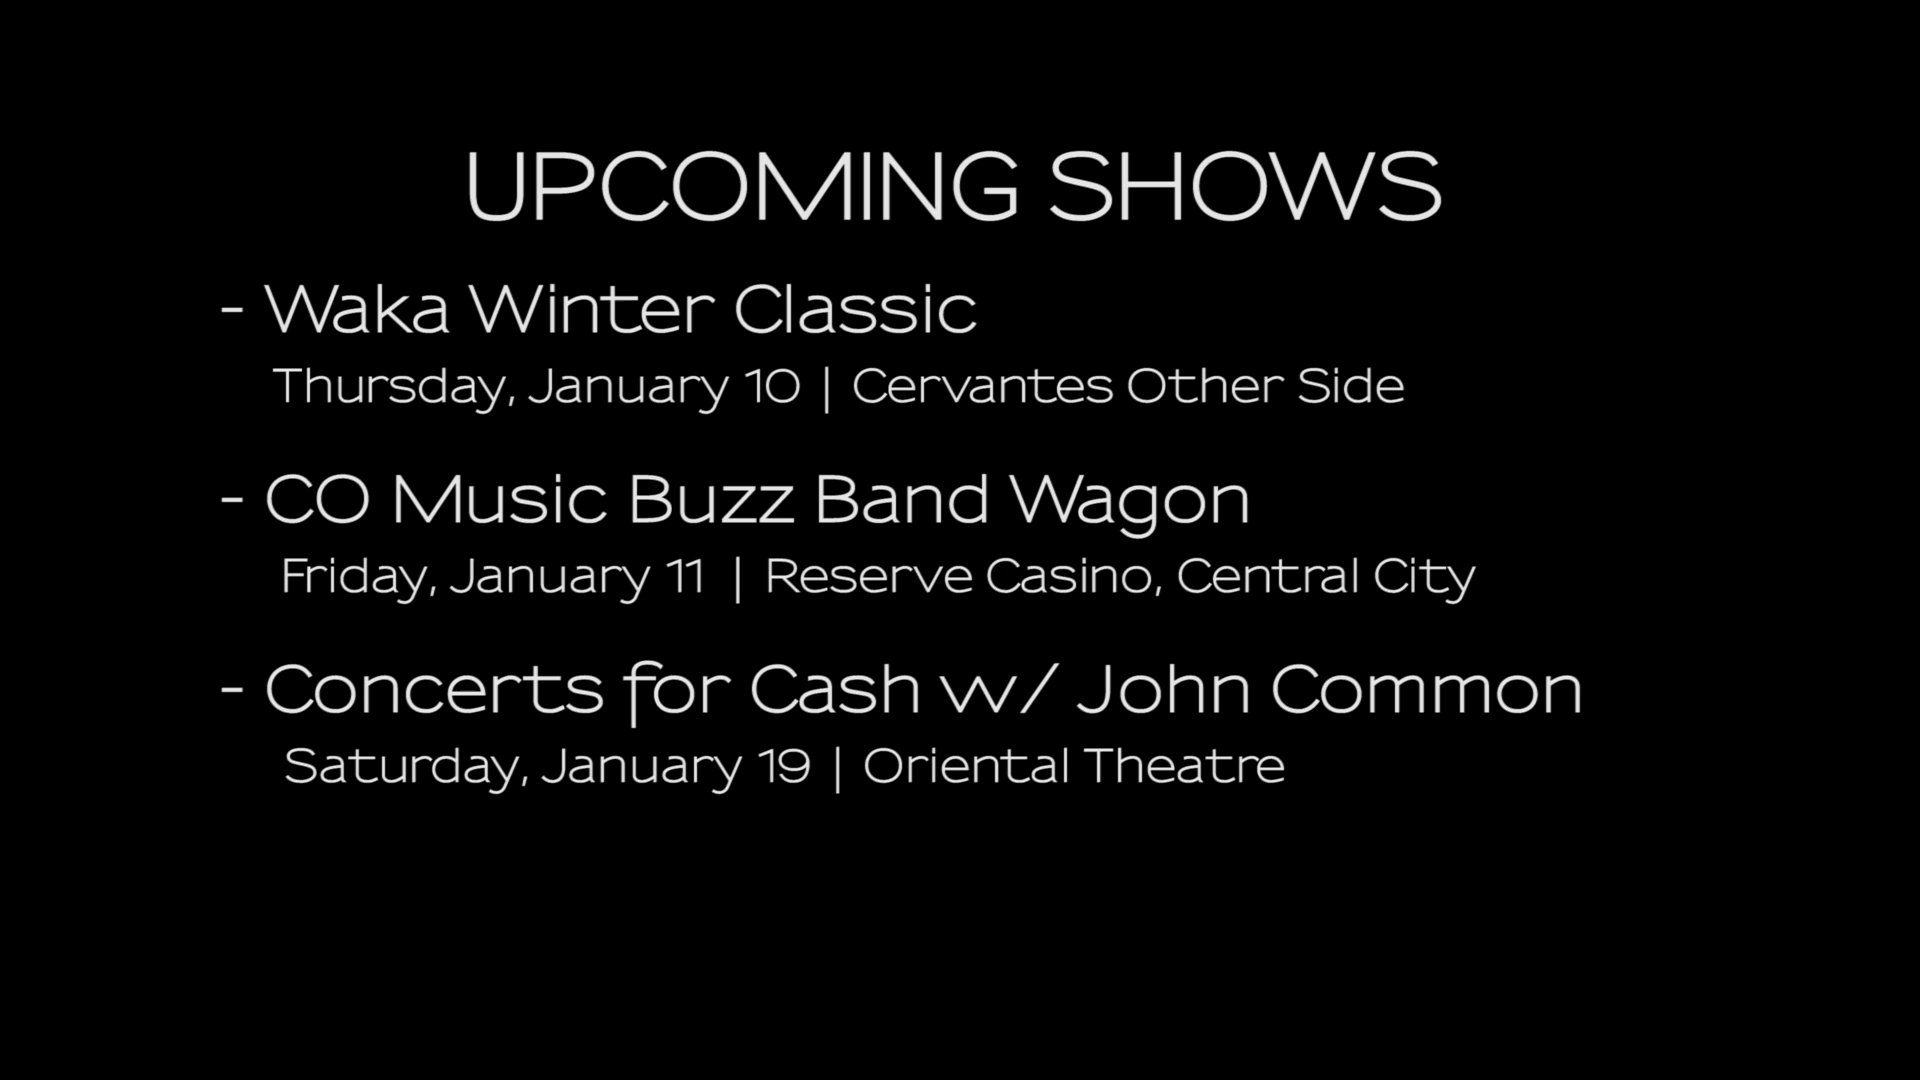 UPCOMING SHOWS
- Waka Winter Classic
Thursday, January 10 | Cervantes Other Side
- CO Music Buzz Band Wagon
Friday, January 11 | Reserve Casino, Central City
- Concerts for Cash w/ John Common
Saturday, January 19 | Oriental Theatre